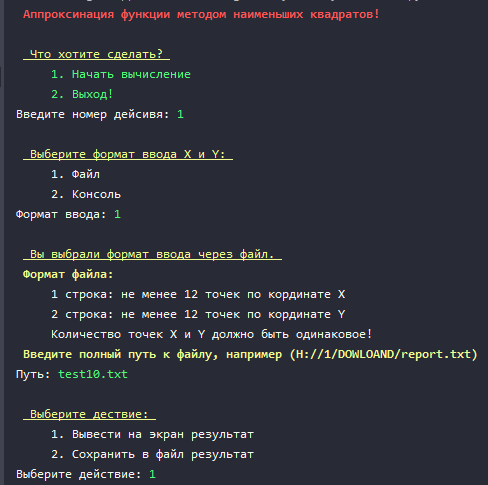 Аппроксинация функции методом наименьших квадратов!
Что хотите сделать?
1. Начать вычисление
2. Выход!
Введите номер дейсивя: 1
Выберите формат ввода X и Y:
1. Файл
2. Консоль
Формат ввода: 1
Вы выбрали формат ввода через файл.
Формат файла:
1 строка: не менее 12 точек по кординате X
2 строка: не менее 12 точек по кординате Y
Количество точек X и Y должно быть одинаковое!
Введите полный путь к файлу, например (H://1/DOWLOAND/report.txt)
Путь: test10.txt
Выберите дествие:
1. Вывести на экран результат
2. Сохранить в файл результат
Выберите действие: 1